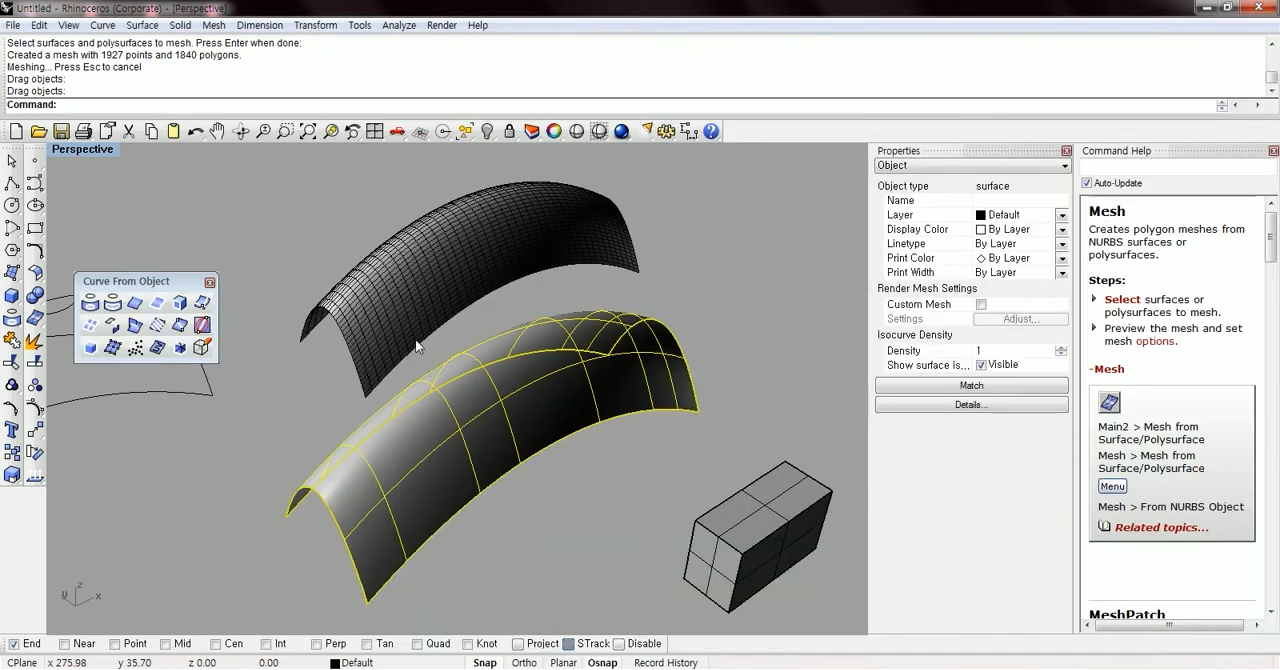 Untitled - Rhinoceros (Corporate) - [Perspective]
File Edit View Curve Surface Solid Mesh Dimension Transform Tools Analyze Render Help
Select surfaces and polysurfaces to mesh. Press Enter when done:
Created a mesh with 1927 points and 1840 polygons.
Meshing... Press Esc to cancel
Drag objects:
Drag objects:
Command:
Perspective
Curve From Object
z
y x
Properties
Object
Object type surface
Name
Layer Default
Display Color By Layer
Linetype By Layer
Print Color By Layer
Print Width By Layer
Render Mesh Settings
Custom Mesh
Settings Adjust...
Isocurve Density
Density 1
Show surface is... Visible
Match
Details...
Command Help
Auto-Update
Mesh
Creates polygon meshes from
NURBS surfaces or
polysurfaces.
Steps:
Select surfaces or
polysurfaces to mesh.
Preview the mesh and set
mesh options.
-Mesh
Main2 > Mesh from
Surface/Polysurface
Mesh > Mesh from
Surface/Polysurface
Menu
Mesh > From NURBS Object
Related topics...
MeshPatch
End Near Point Mid Cen Int Perp Tan Quad Knot Project STrack Disable
CPlane x 275.98 y 35.70 z 0.00 0.00 Default Snap Ortho Planar Osnap Record History